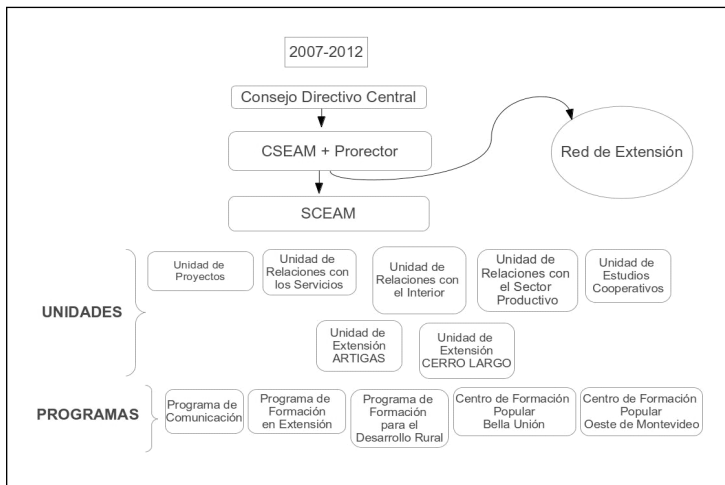 2007-2012
Consejo Directivo Central
CSEAM + Prorector
Red de Extensión
SCEAM
UNIDADES
Unidad de
Proyectos
Unidad de
Relaciones con
los Servicios
Unidad de
Relaciones con
el Interior
Unidad de
Relaciones con
el Sector
Productivo
Unidad de
Estudios
Cooperativos
Unidad de
Extensión
ARTIGAS
Unidad de
Extensión
CERRO LARGO
PROGRAMAS
Programa de
Comunicación
Programa de
Formación
en Extensión
Programa de
Formación
para el
Desarrollo Rural
Centro de Formación
Popular
Bella Unión
Centro de Formación
Popular
Oeste de Montevideo